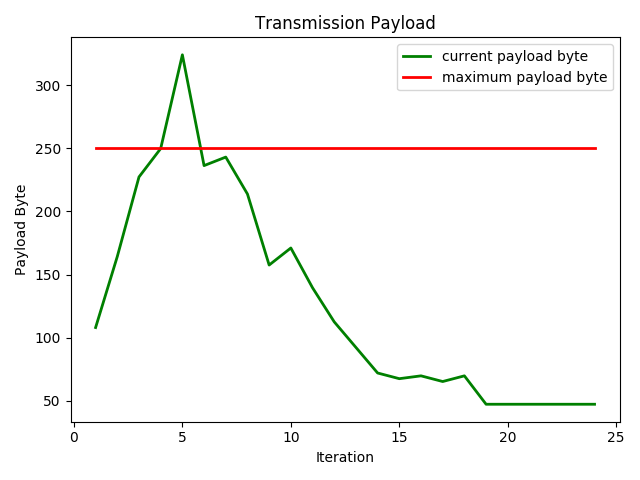 Transmission Payload
current payload byte
maximum payload byte
Payload Byte
300
250
200
150
100
50
0 5 10 15 20 25
Iteration